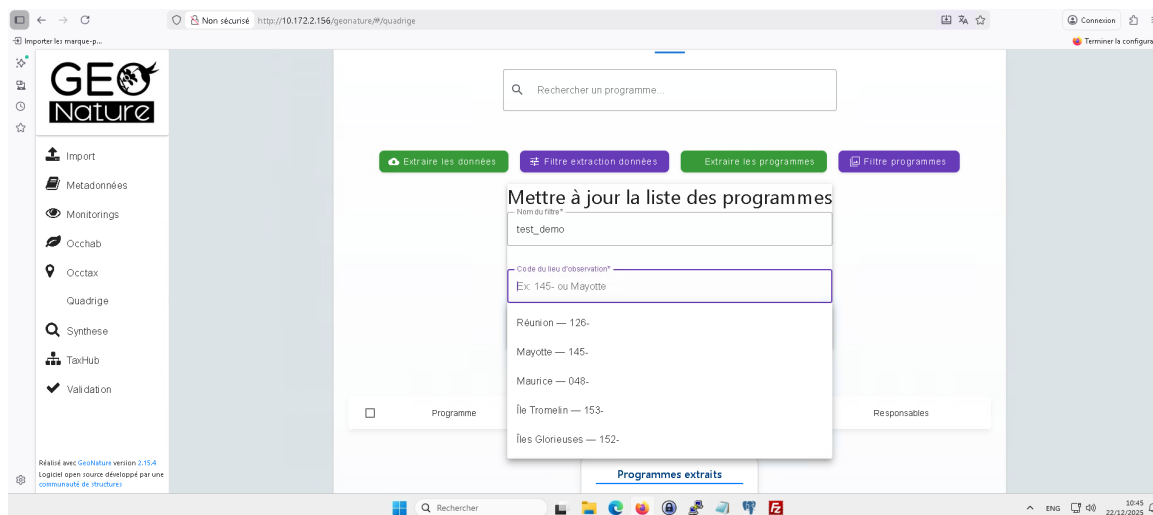 Non sécurisé http://10.172.2.156/geonature/#/quadrige
Connexion
Importer les marque-p...
Terminer la configura
GEO
Nature
Rechercher un programme...
Import
Metadonnées
Monitorings
Occhab
Occtax
Quadrige
Synthese
TaxHub
Validation
Extraire les données
Filtre extraction données
Extraire les programmes
Filtre programmes
Mettre à jour la liste des programmes
Nom du filtre*
test_demo
Code du lieu d'observation*
Ex: 145- ou Mayotte
Réunion — 126-
Mayotte — 145-
Maurice — 048-
Île Tromelin — 153-
Îles Glorieuses — 152-
Programme
Responsables
Programmes extraits
Réalisé avec GeoNature version 2.15.4
Logiciel open source développé par une
communauté de structures
Rechercher
ENG
10:45
22/12/2025